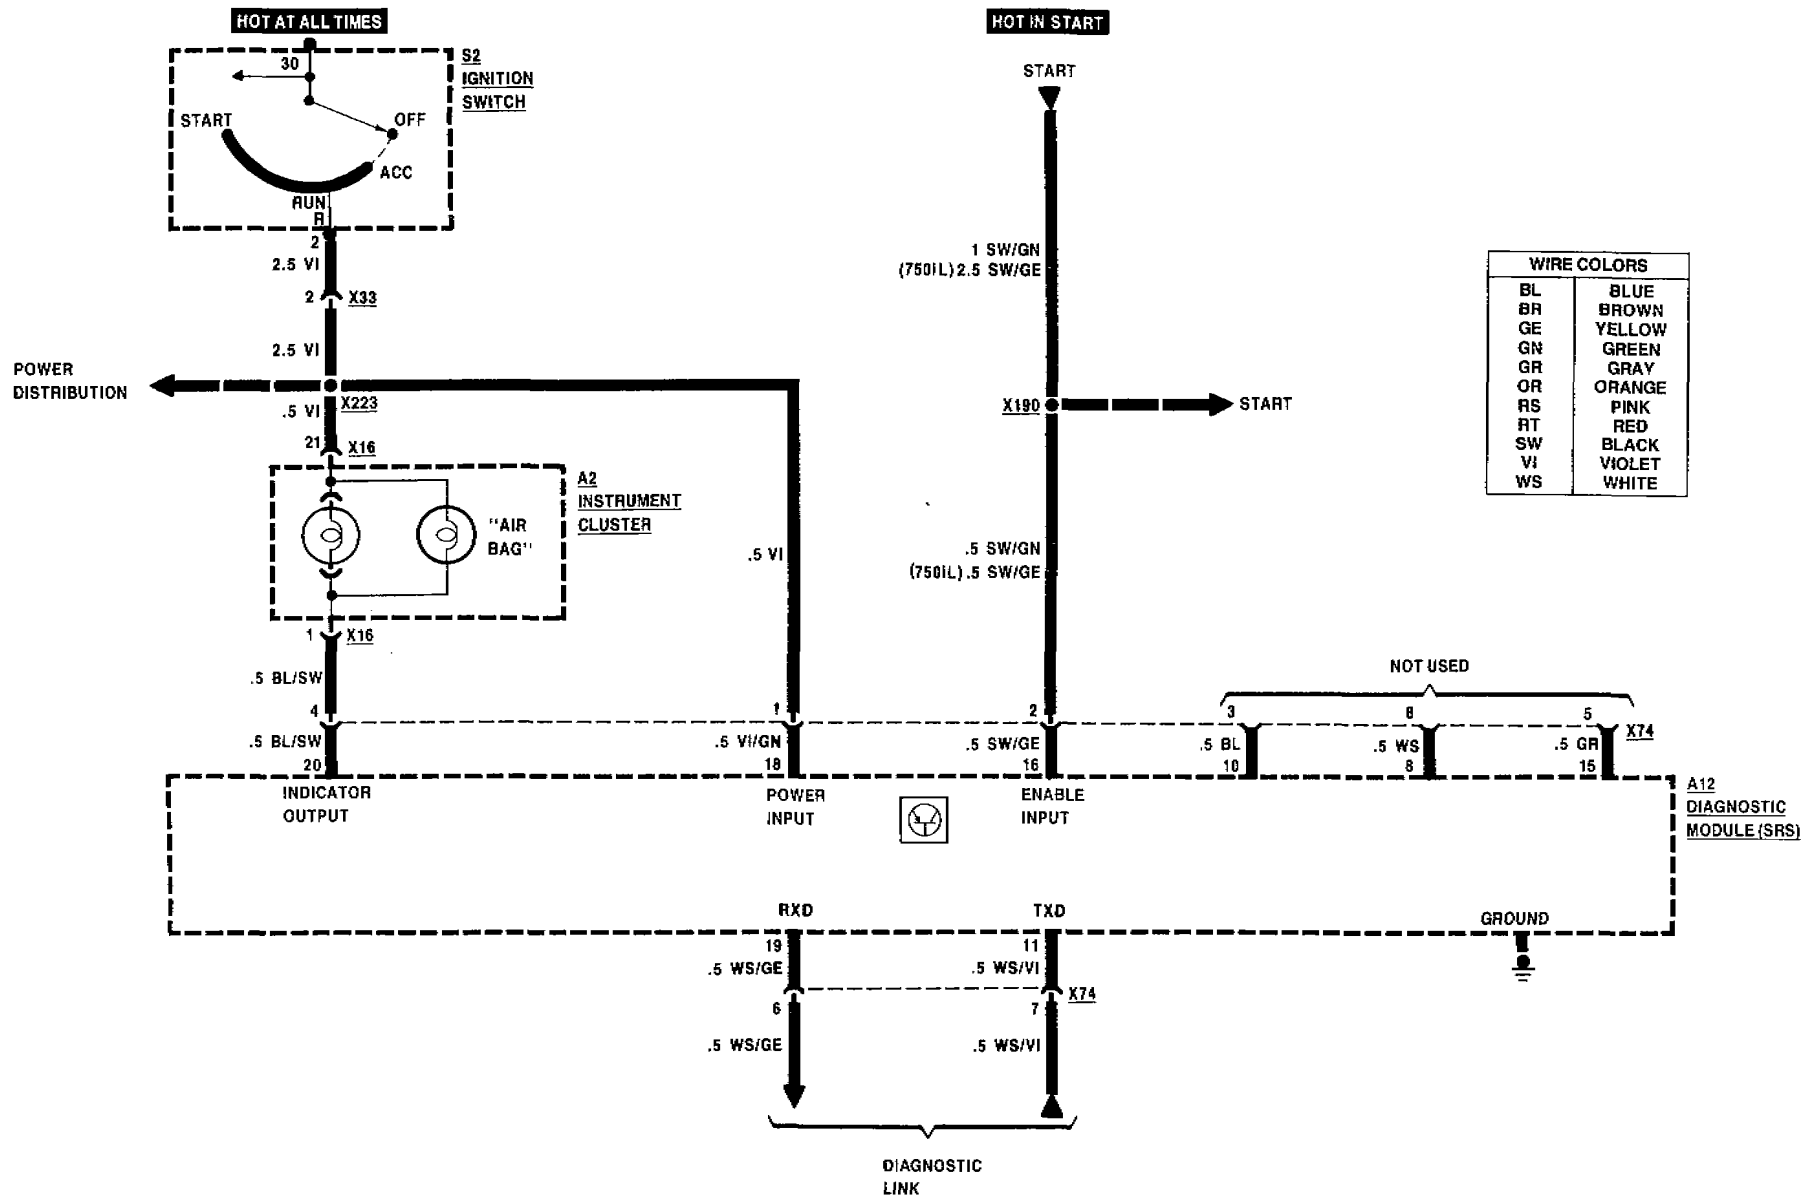 HOT AT ALL TIMES
HOT IN START
30
S2
IGNITION
SWITCH
START
OFF
ACC
RUN
R
2
2.5 VI
2
X33
2.5 VI
POWER
DISTRIBUTION
X223
.5 VI
21
X16
A2
INSTRUMENT
CLUSTER
"AIR
BAG"
1
X16
.5 BL/SW
4
.5 BL/SW
20
INDICATOR
OUTPUT
.5 VI
1
.5 VI/GN
18
POWER
INPUT
START
1 SW/GN
(750IL) 2.5 SW/GE
X190
START
.5 SW/GN
(750IL) .5 SW/GE
2
.5 SW/GE
16
ENABLE
INPUT
WIRE COLORS
BL BLUE
BR BROWN
GE YELLOW
GN GREEN
GR GRAY
OR ORANGE
RS PINK
RT RED
SW BLACK
VI VIOLET
WS WHITE
NOT USED
3
8
5
X74
.5 BL
.5 WS
.5 GR
10
8
15
A12
DIAGNOSTIC
MODULE (SRS)
RXD
TXD
GROUND
19
11
.5 WS/GE
.5 WS/VI
X74
6
7
.5 WS/GE
.5 WS/VI
DIAGNOSTIC
LINK